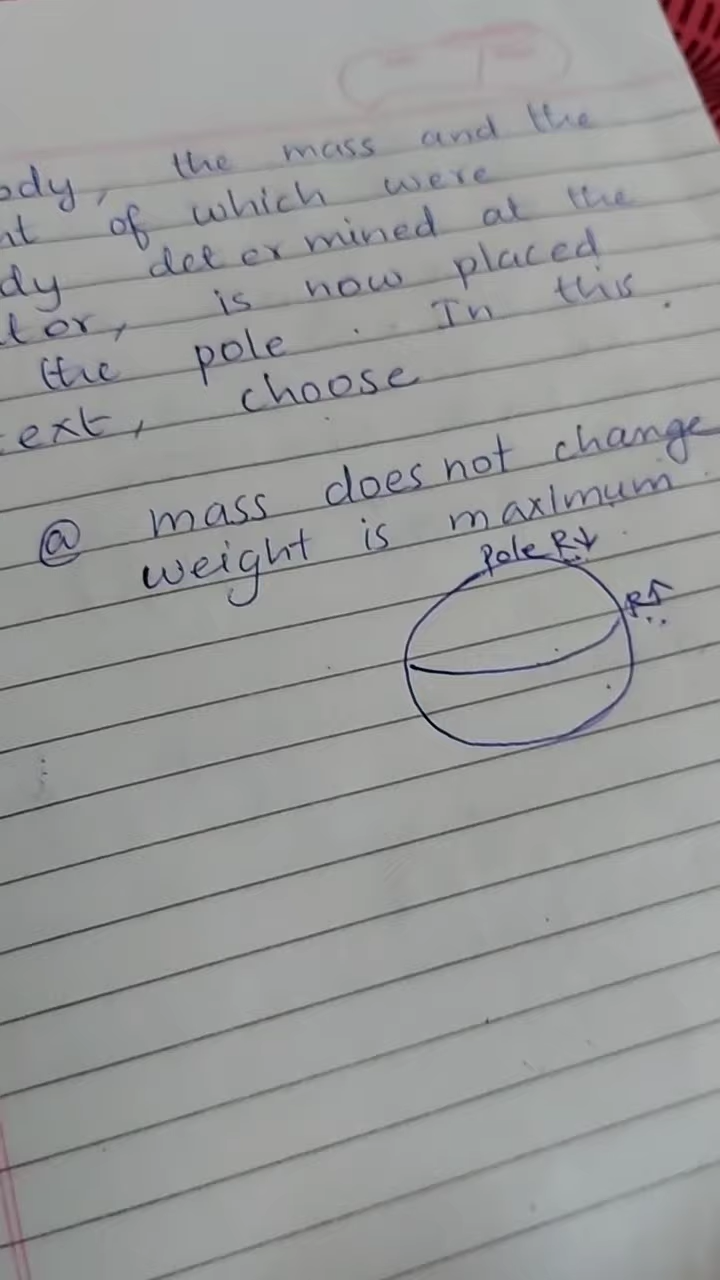 ody, the mass and the
nt of which were
dy determined at the
tor, is now placed
the pole. In this
ext, choose
@ mass does not change
weight is maximum
Pole R↓
R↑